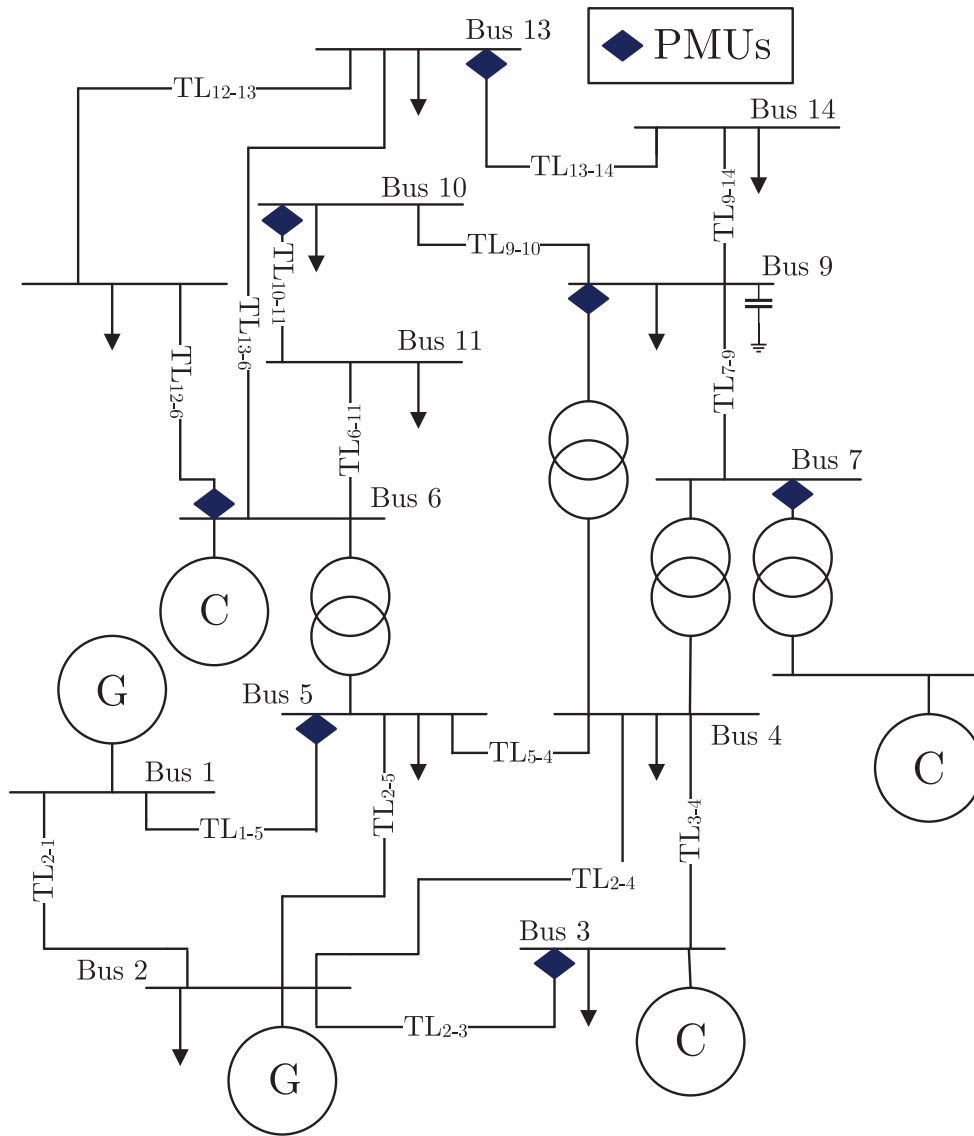 Bus 13
PMUs
TL12-13
Bus 14
TL13-14
Bus 10
TL9-14
TL9-10
Bus 9
TL10-11
TL13-6
Bus 11
TL7-9
TL12-6
TL6-11
Bus 7
Bus 6
C
G
Bus 5
Bus 4
C
Bus 1
TL5-4
TL2-5
TL1-5
TL3-4
TL2-1
TL2-4
Bus 3
Bus 2
TL2-3
C
G